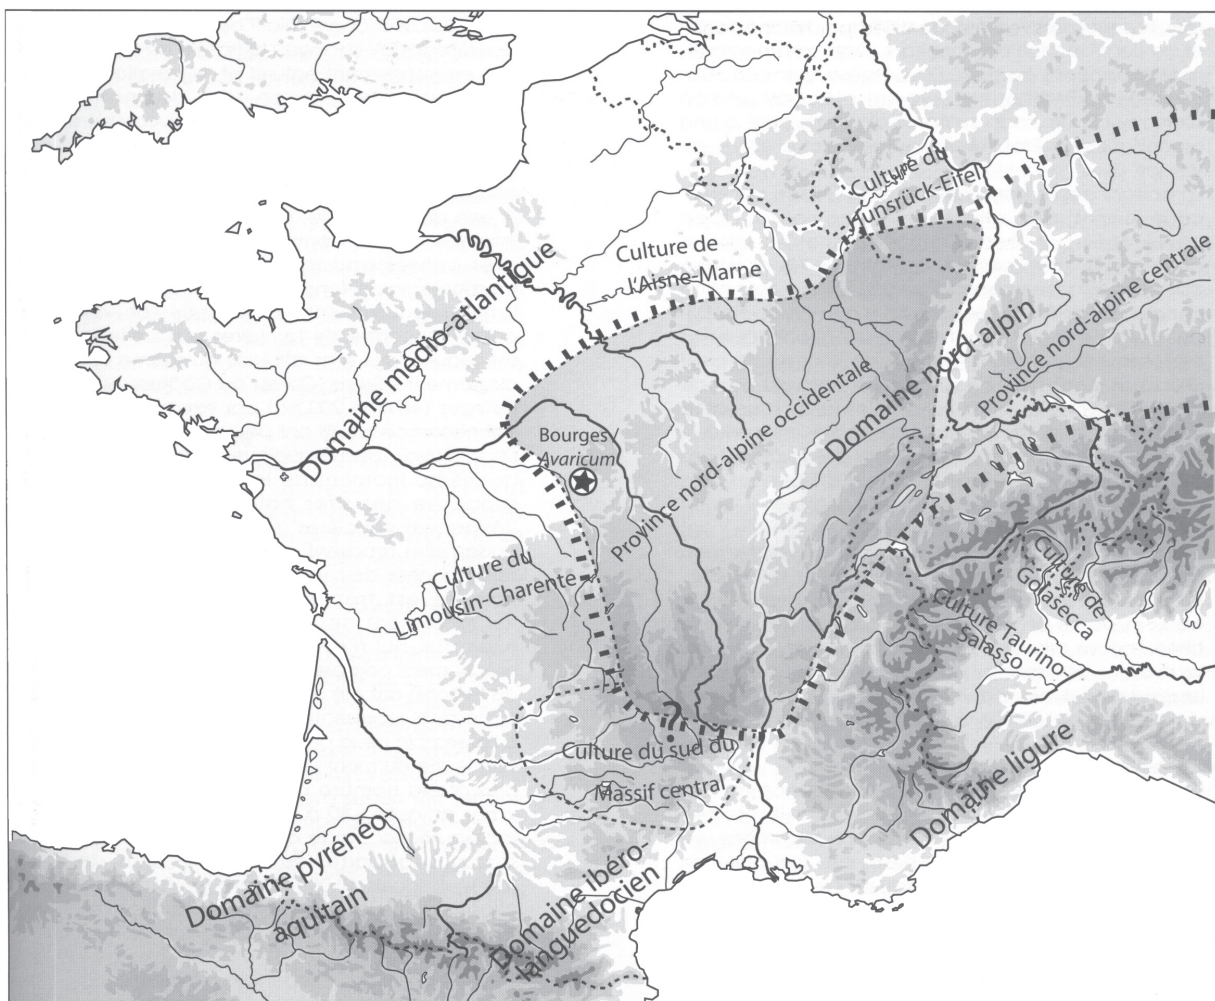 Culture du
Hunsrück-Eifel
Culture de
l'Aisne-Marne
Domaine médio-atlantique
Province nord-alpine centrale
Domaine nord-alpin
Province nord-alpine occidentale
Bourges/
Avaricum
Culture du
Limousin-Charente
Culture de
Golasecca
Culture Taurino
Salasso
?
Culture du sud du
Massif central
Domaine ligure
Domaine pyrénéo-
aquitain
Domaine ibéro-
languedocien